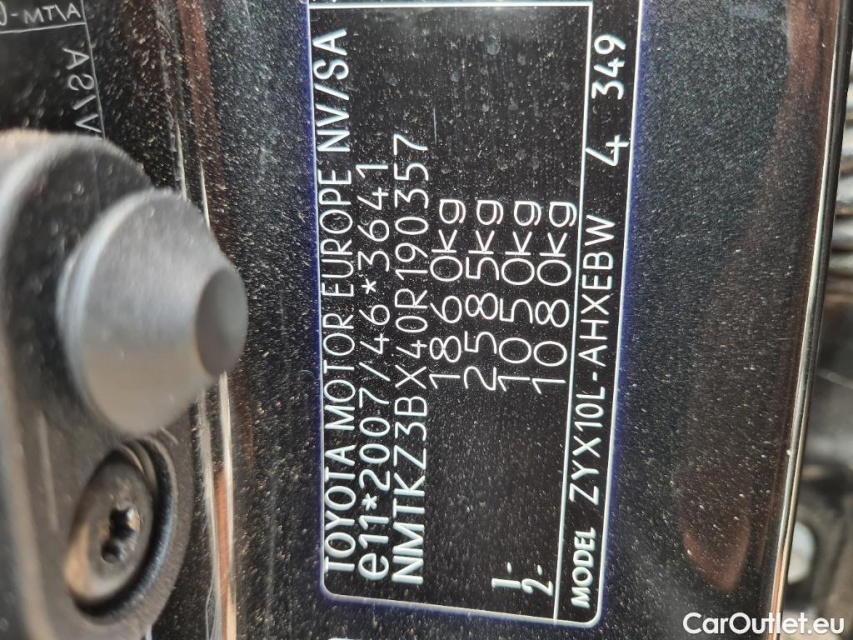 TOYOTA MOTOR EUROPE NV/SA
e11*2007/46*3641
NMTKZ3BX40R190357
1860kg
2585kg
1- 1050kg
2- 1080kg
MODEL ZYX10L-AHXEBW 4 349
CarOutlet.eu